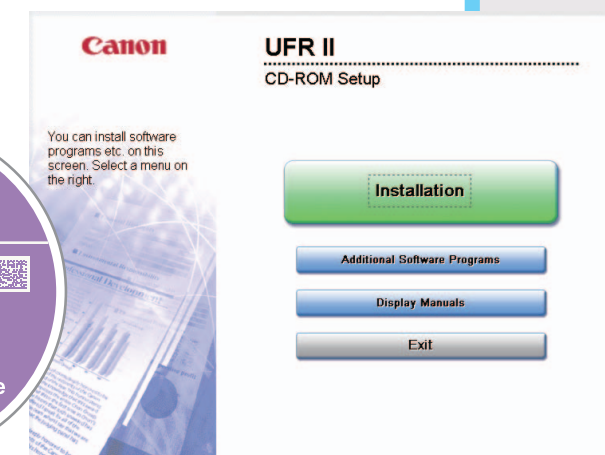 Canon
UFR II
CD-ROM Setup
You can install software
programs etc. on this
screen. Select a menu on
the right.
Installation
Additional Software Programs
Display Manuals
Exit